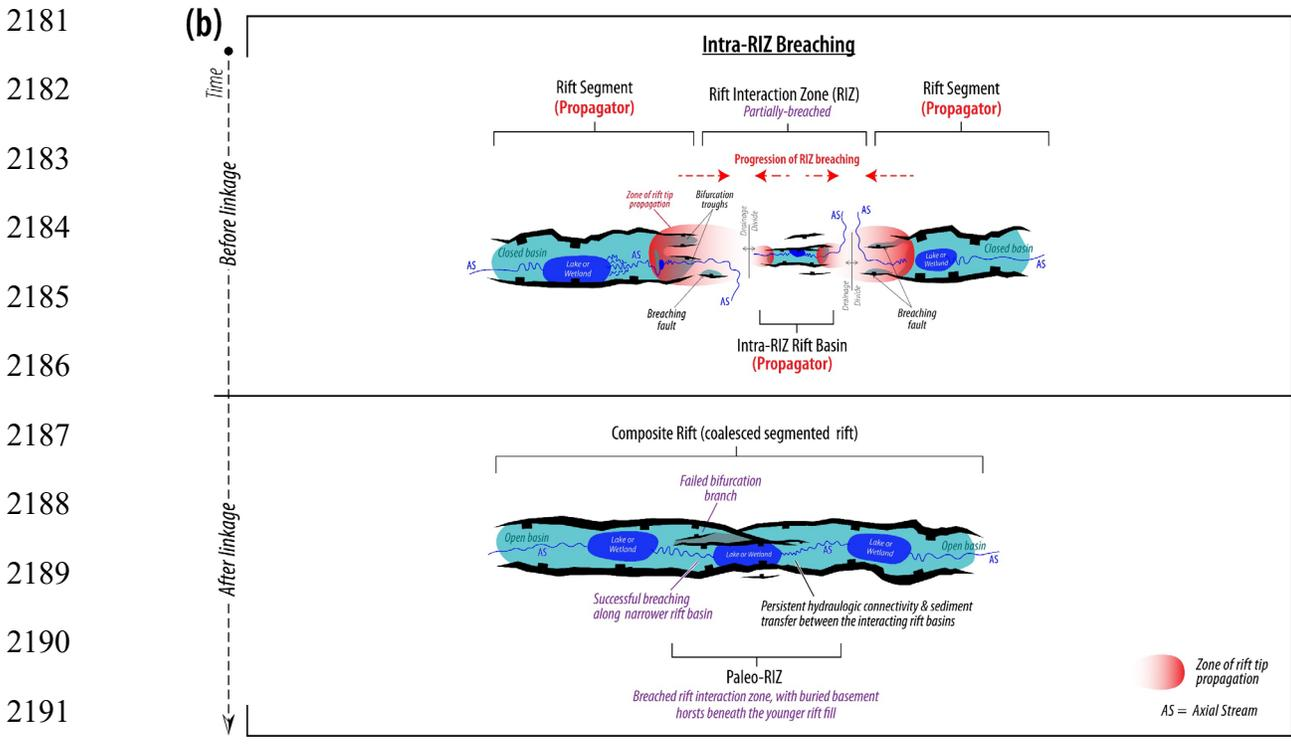 2181
(b)
Intra-RIZ Breaching
Time
2182
Rift Segment
(Propagator)
Rift Interaction Zone (RIZ)
Partially-breached
Rift Segment
(Propagator)
2183
Progression of RIZ breaching
Before linkage
Zone of rift tip
propagation
Bifurcation
troughs
2184
Drainage
Divide
AS
AS
Closed basin
AS
Closed basin
AS
Lake or
Wetland
Lake or
Wetland
AS
2185
AS
Drainage
Divide
Breaching
fault
Breaching
fault
Intra-RIZ Rift Basin
(Propagator)
2186
2187
Composite Rift (coalesced segmented rift)
2188
Failed bifurcation
branch
After linkage
Open basin
AS
Lake or
Wetland
Lake or Wetland
AS
Lake or
Wetland
Open basin
AS
2189
Successful breaching
along narrower rift basin
Persistent hydraulogic connectivity & sediment
transfer between the interacting rift basins
2190
Paleo-RIZ
Breached rift interaction zone, with buried basement
horsts beneath the younger rift fill
Zone of rift tip
propagation
2191
AS = Axial Stream